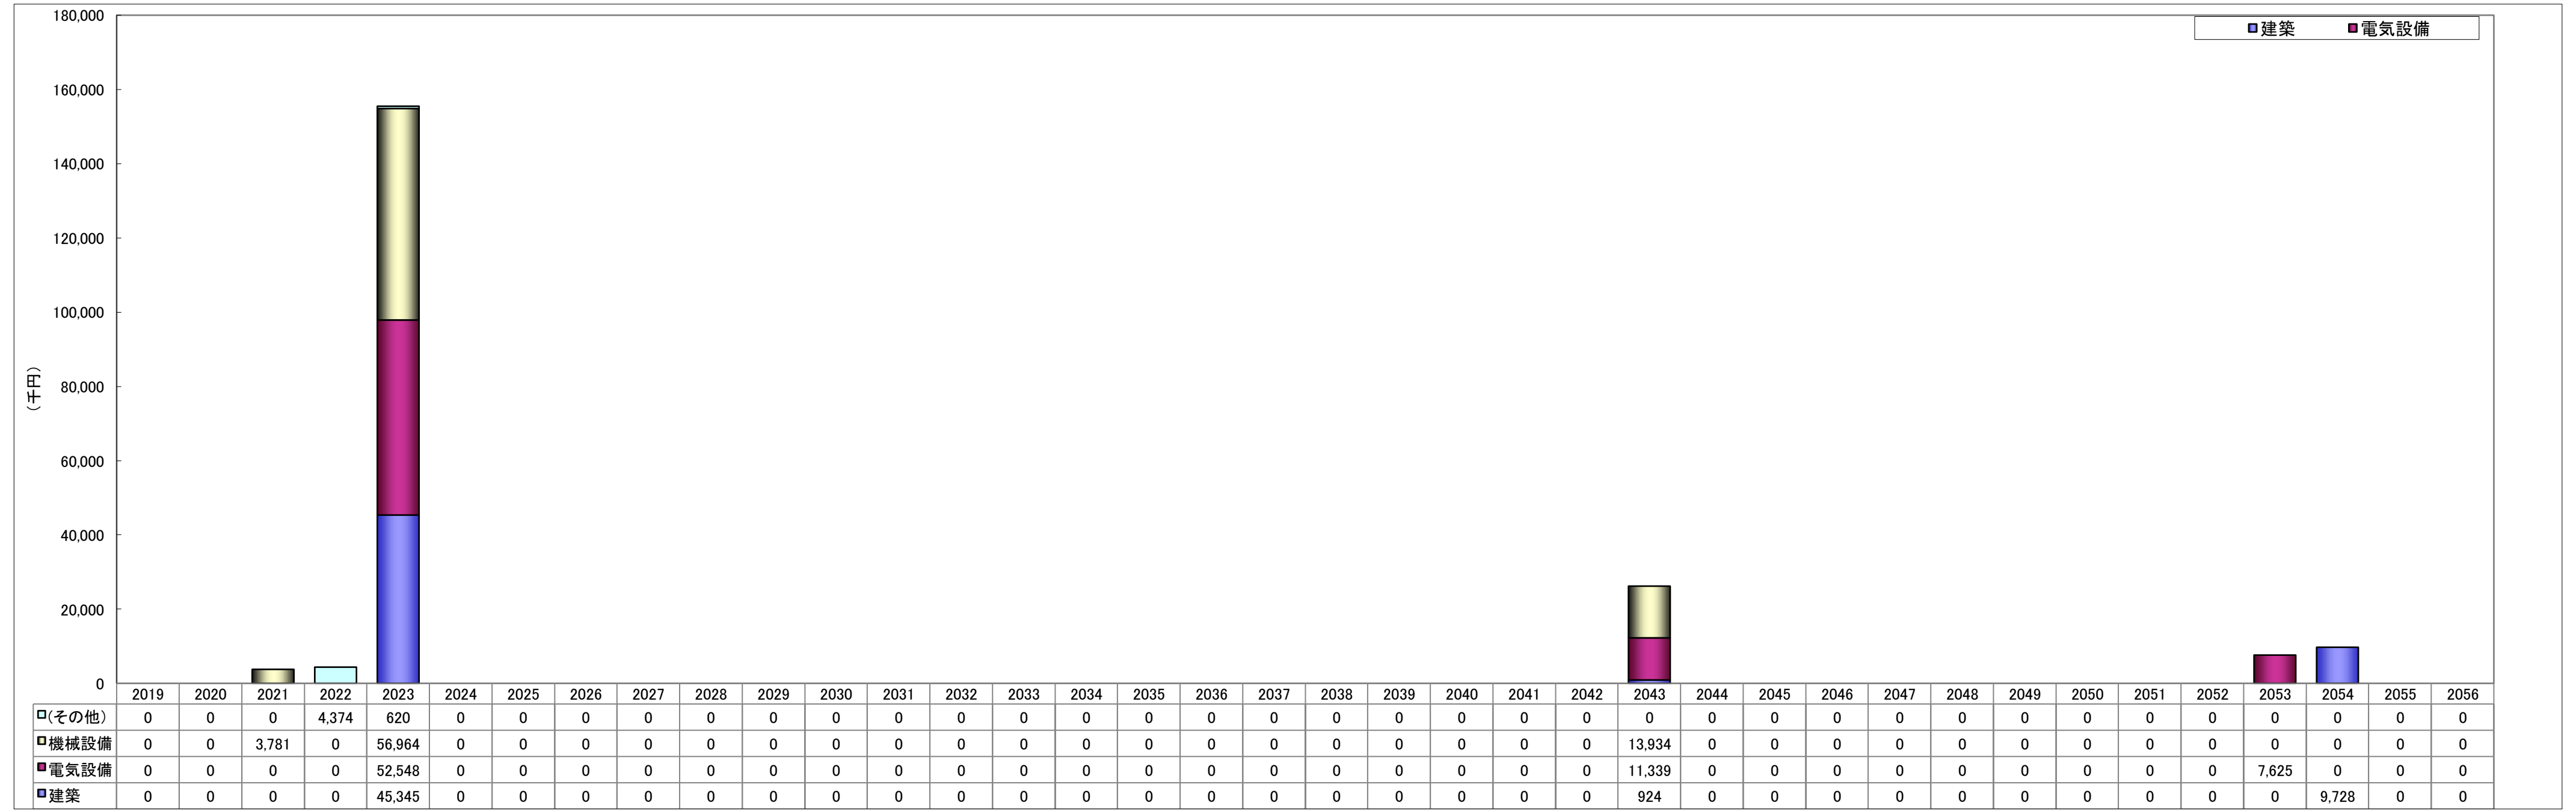 180,000
建築 電気設備
160,000
140,000
120,000
100,000
80,000
60,000
40,000
20,000
0
（千円）
2019 2020 2021 2022 2023 2024 2025 2026 2027 2028 2029 2030 2031 2032 2033 2034 2035 2036 2037 2038 2039 2040 2041 2042 2043 2044 2045 2046 2047 2048 2049 2050 2051 2052 2053 2054 2055 2056
（その他） 0 0 0 4,374 620 0 0 0 0 0 0 0 0 0 0 0 0 0 0 0 0 0 0 0 0 0 0 0 0 0 0 0 0 0 0 0 0 0
機械設備 0 0 3,781 0 56,964 0 0 0 0 0 0 0 0 0 0 0 0 0 0 0 0 0 0 0 13,934 0 0 0 0 0 0 0 0 0 0 0 0 0
電気設備 0 0 0 0 52,548 0 0 0 0 0 0 0 0 0 0 0 0 0 0 0 0 0 0 0 11,339 0 0 0 0 0 0 0 0 0 7,625 0 0 0
建築 0 0 0 0 45,345 0 0 0 0 0 0 0 0 0 0 0 0 0 0 0 0 0 0 0 924 0 0 0 0 0 0 0 0 0 0 9,728 0 0